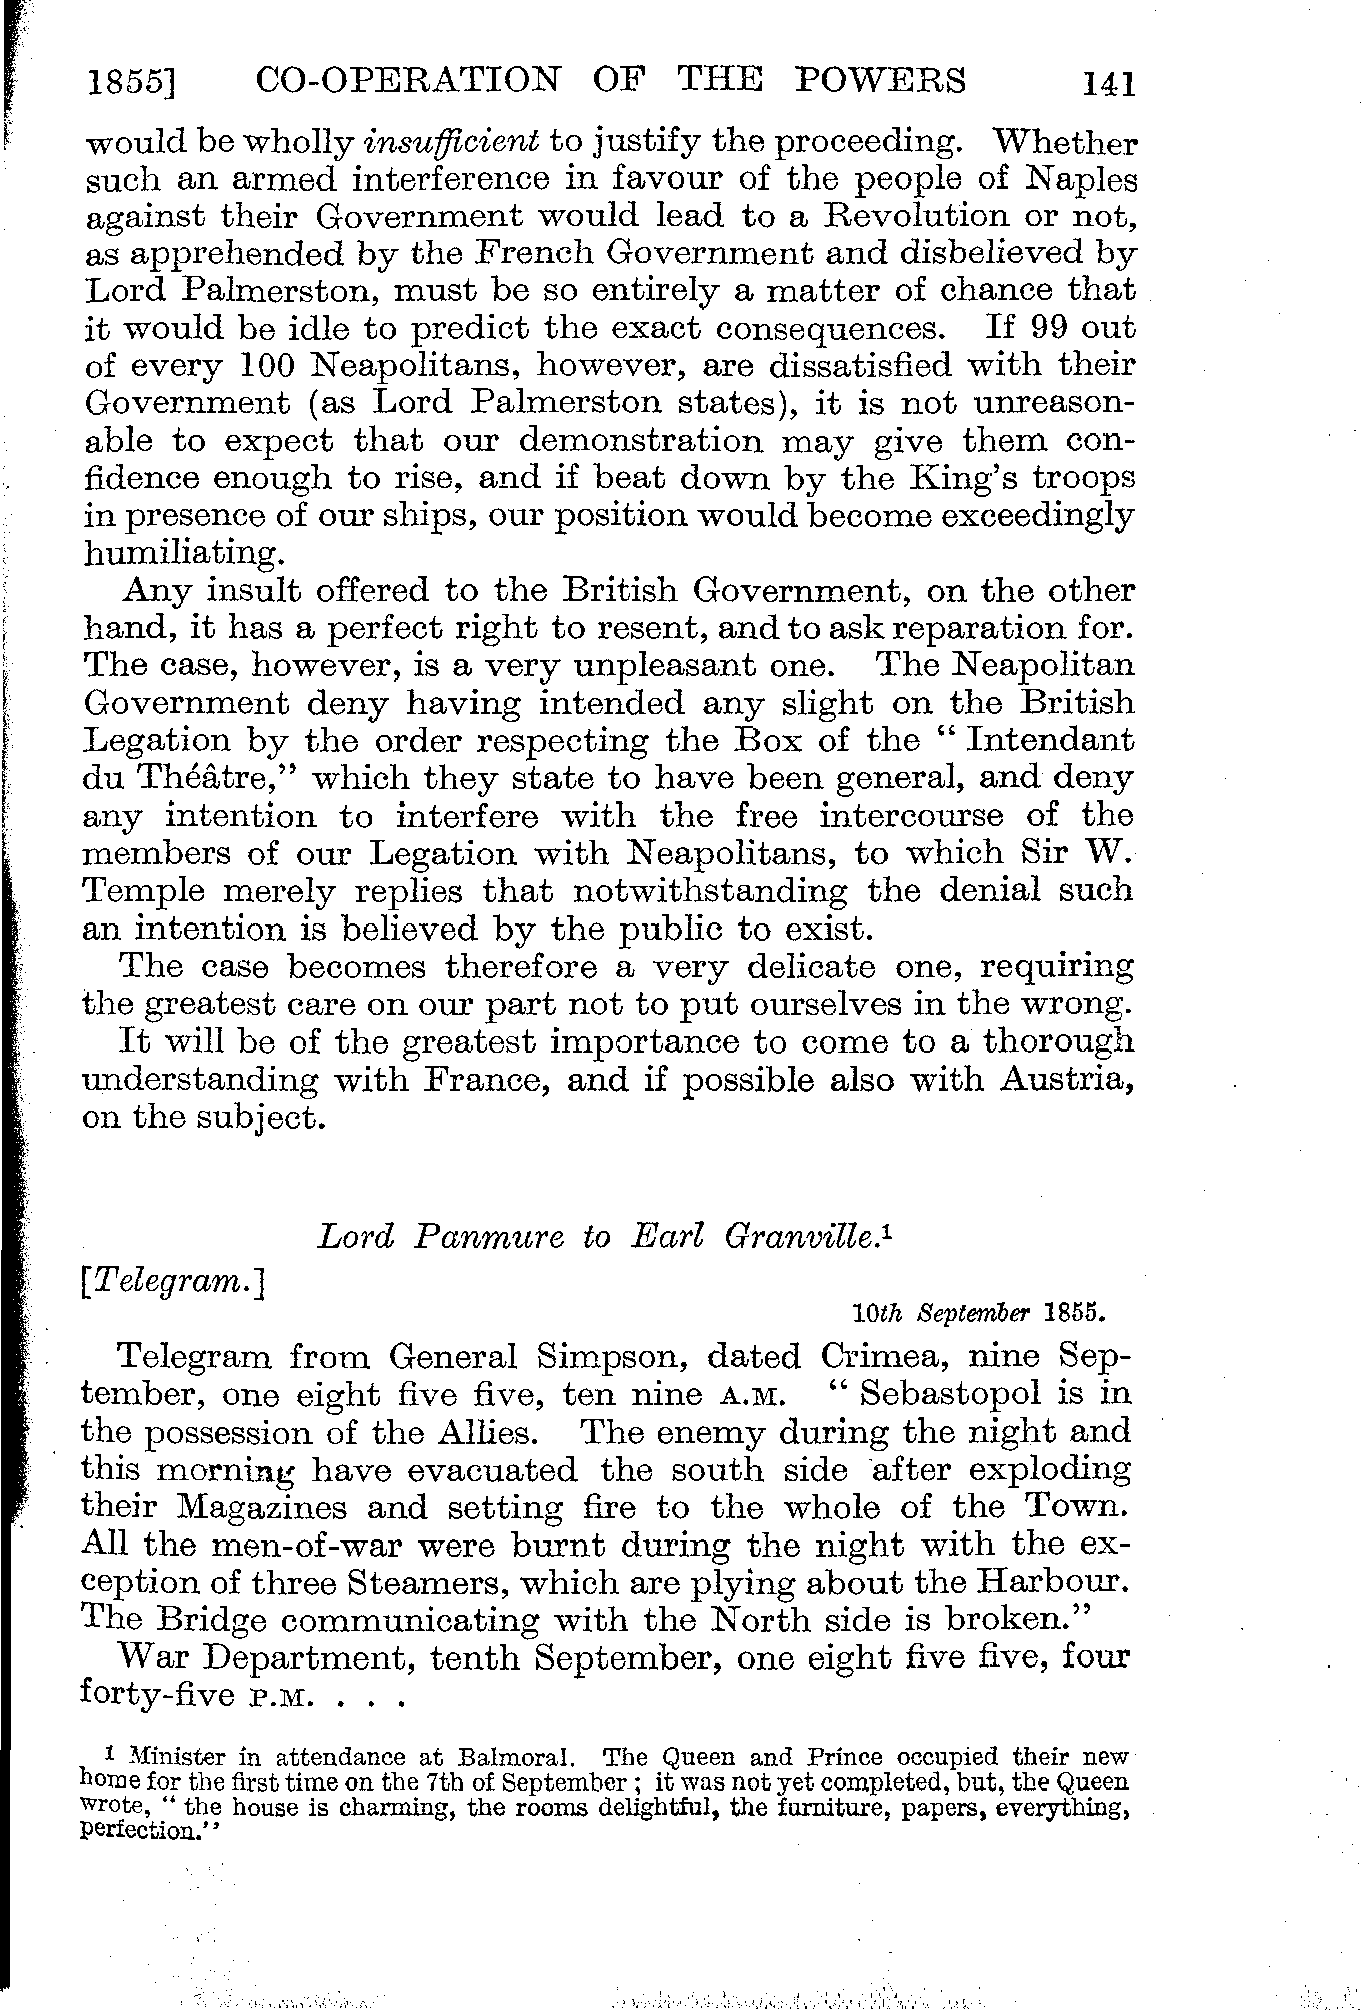 1855] CO-OPERATION OF THE POWERS 141
would be wholly insufficient to justify the proceeding. Whether
such an armed interference in favour of the people of Naples
against their Government would lead to a Revolution or not,
as apprehended by the French Government and disbelieved by
Lord Palmerston, must be so entirely a matter of chance that
it would be idle to predict the exact consequences. If 99 out
of every 100 Neapolitans, however, are dissatisfied with their
Government (as Lord Palmerston states), it is not unreason-
able to expect that our demonstration may give them con-
fidence enough to rise, and if beat down by the King's troops
in presence of our ships, our position would become exceedingly
humiliating.
Any insult offered to the British Government, on the other
hand, it has a perfect right to resent, and to ask reparation for.
The case, however, is a very unpleasant one. The Neapolitan
Government deny having intended any slight on the British
Legation by the order respecting the Box of the “ Intendant
du Théâtre,” which they state to have been general, and deny
any intention to interfere with the free intercourse of the
members of our Legation with Neapolitans, to which Sir W.
Temple merely replies that notwithstanding the denial such
an intention is believed by the public to exist.
The case becomes therefore a very delicate one, requiring
the greatest care on our part not to put ourselves in the wrong.
It will be of the greatest importance to come to a thorough
understanding with France, and if possible also with Austria,
on the subject.
Lord Panmure to Earl Granville.¹
[Telegram.]
10th September 1855.
Telegram from General Simpson, dated Crimea, nine Sep-
tember, one eight five five, ten nine A.M. “ Sebastopol is in
the possession of the Allies. The enemy during the night and
this morning have evacuated the south side after exploding
their Magazines and setting fire to the whole of the Town.
All the men-of-war were burnt during the night with the ex-
ception of three Steamers, which are plying about the Harbour.
The Bridge communicating with the North side is broken.”
War Department, tenth September, one eight five five, four
forty-five P.M. . . .
1 Minister in attendance at Balmoral. The Queen and Prince occupied their new
home for the first time on the 7th of September ; it was not yet completed, but, the Queen
wrote, “ the house is charming, the rooms delightful, the furniture, papers, everything,
perfection.”